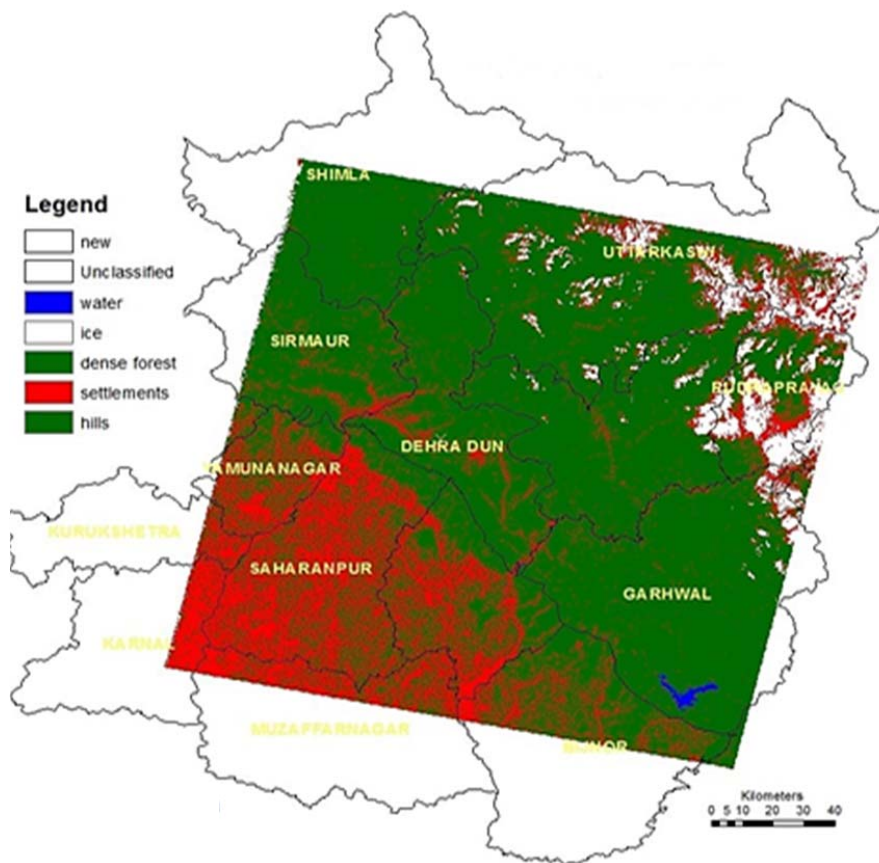 SHIMLA
Legend
new
Unclassified
water
ice
dense forest
settlements
hills
UTTARKASWI
SIRMAUR
RUDRAPRAYAG
DEHRA DUN
YAMUNANAGAR
KURUKSHETRA
SAHARANPUR
GARHWAL
KARNAL
MUZAFFARNAGAR
BIJNOR
Kilometers
0 5 10 20 30 40